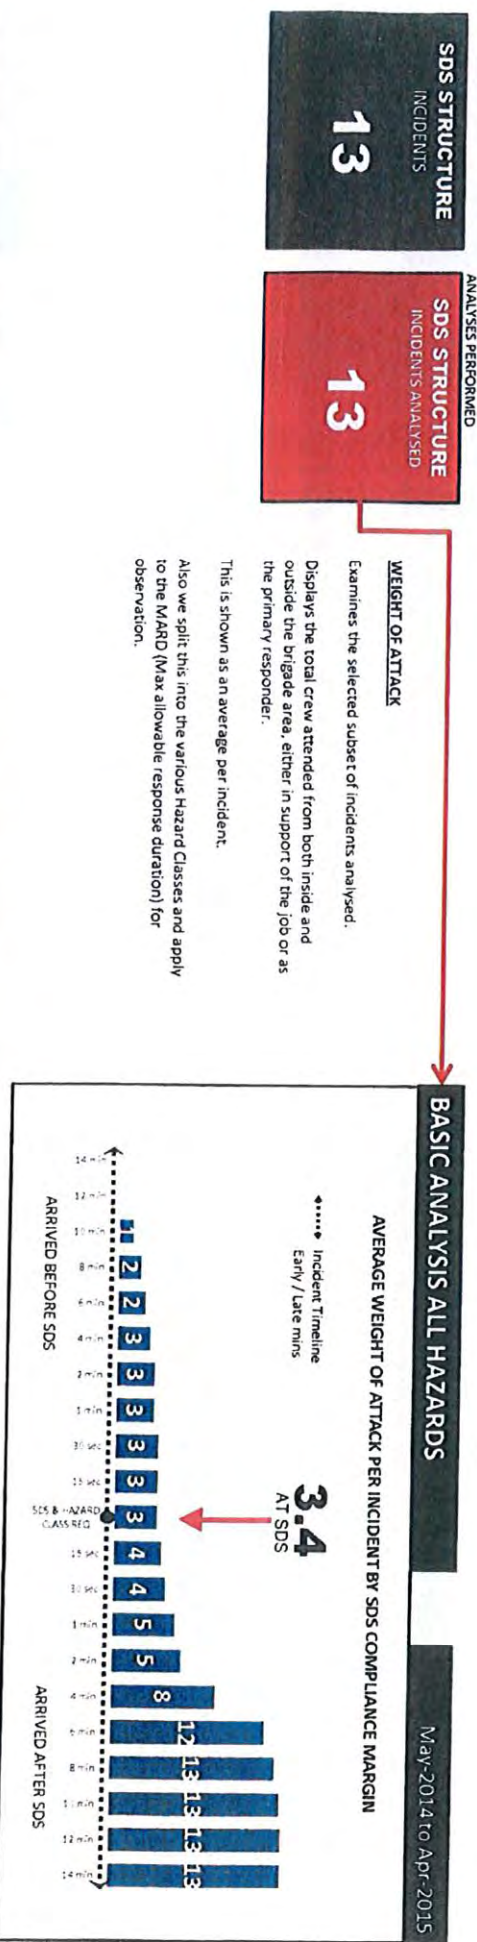 SDS STRUCTURE
INCIDENTS
13
ANALYSES PERFORMED
SDS STRUCTURE
INCIDENTS ANALYSED
13
WEIGHT OF ATTACK
Examines the selected subset of incidents analysed.
Displays the total crew attended from both inside and
outside the brigade area, either in support of the job or as
the primary responder.
This is shown as an average per incident.
Also we split this into the various Hazard Classes and apply
to the MARD (Max allowable response duration) for
observation.
BASIC ANALYSIS ALL HAZARDS
May-2014 to Apr-2015
AVERAGE WEIGHT OF ATTACK PER INCIDENT BY SDS COMPLIANCE MARGIN
Incident Timeline
Early / Late mins
3.4
AT SDS
1 2 2 3 3 3 3 3 3 4 4 5 5 8 12 13 13 13 13
14 min 12 min 10 min 8 min 6 min 4 min 2 min 1 min 30 sec 15 sec SDS & HAZARD CLASS REQ 15 sec 30 sec 1 min 2 min 4 min 6 min 8 min 10 min 12 min 14 min
ARRIVED BEFORE SDS
ARRIVED AFTER SDS